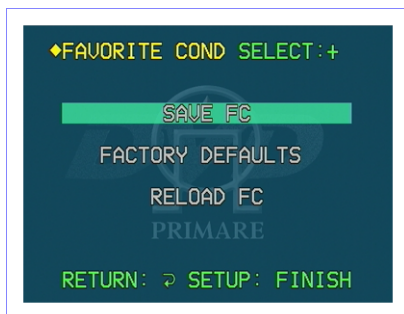 ◆FAVORITE COND SELECT:+
SAVE FC
FACTORY DEFAULTS
RELOAD FC
PRIMARE
RETURN: ⊋ SETUP: FINISH